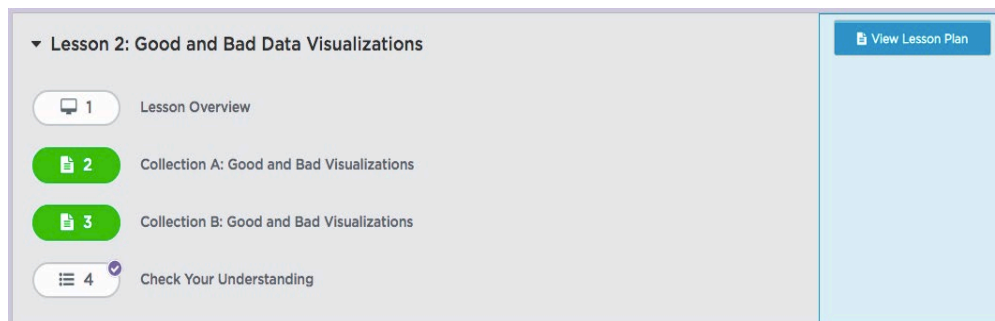 Lesson 2: Good and Bad Data Visualizations
View Lesson Plan
1 Lesson Overview
2 Collection A: Good and Bad Visualizations
3 Collection B: Good and Bad Visualizations
4 Check Your Understanding